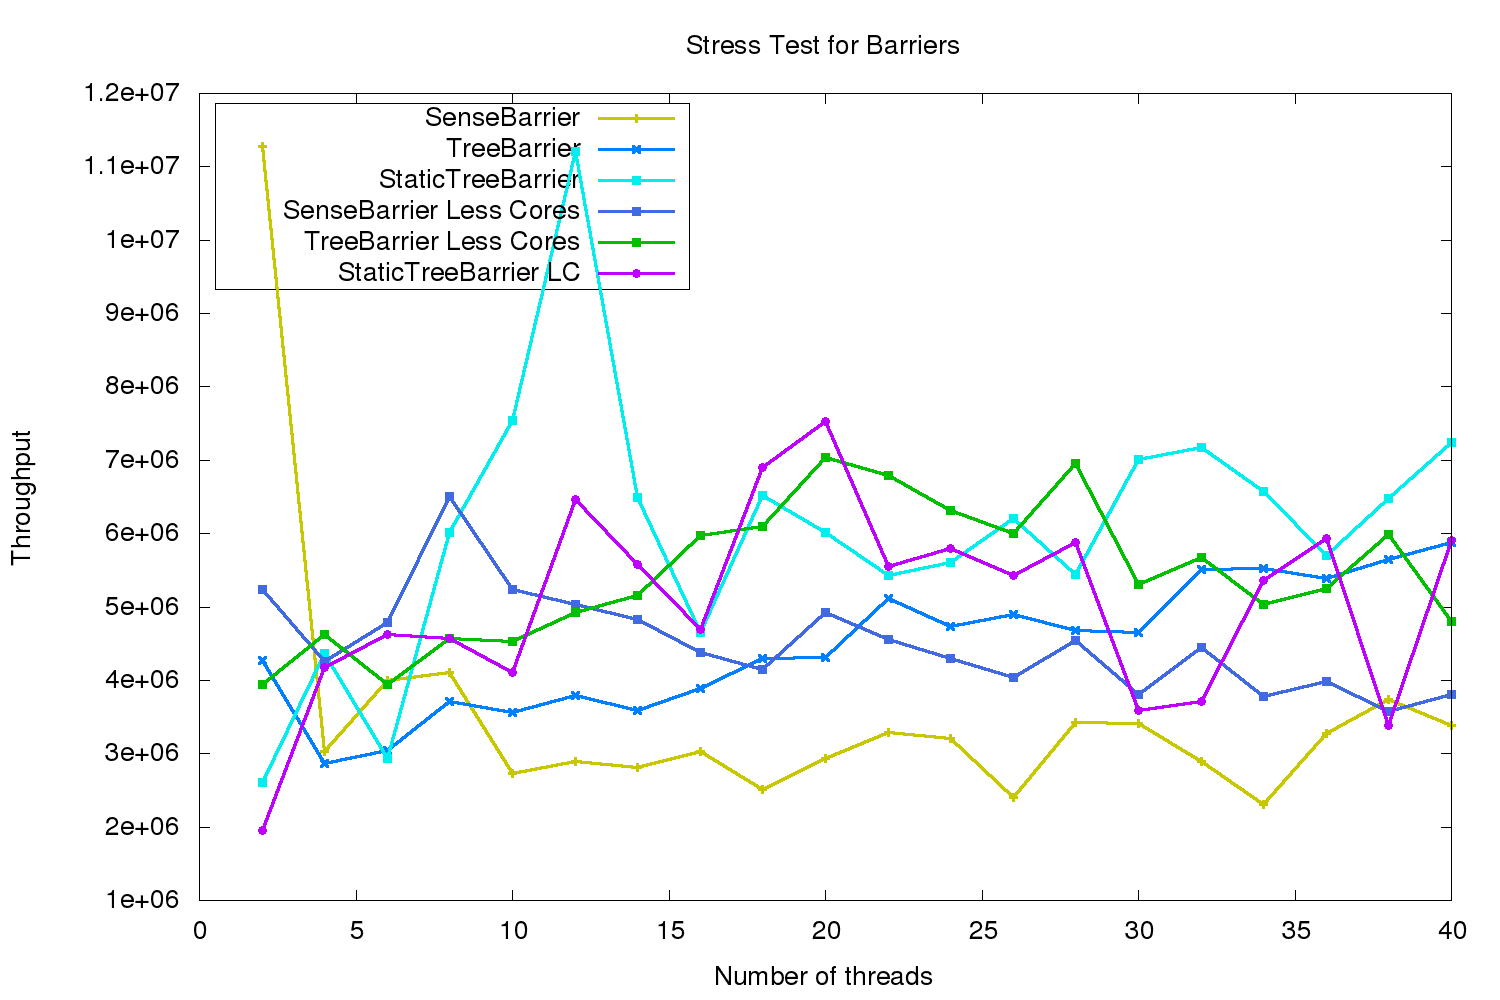 Stress Test for Barriers
1.2e+07
1.1e+07
1e+07
9e+06
8e+06
7e+06
6e+06
5e+06
4e+06
3e+06
2e+06
1e+06
SenseBarrier
TreeBarrier
StaticTreeBarrier
SenseBarrier Less Cores
TreeBarrier Less Cores
StaticTreeBarrier LC
Throughput
0 5 10 15 20 25 30 35 40
Number of threads